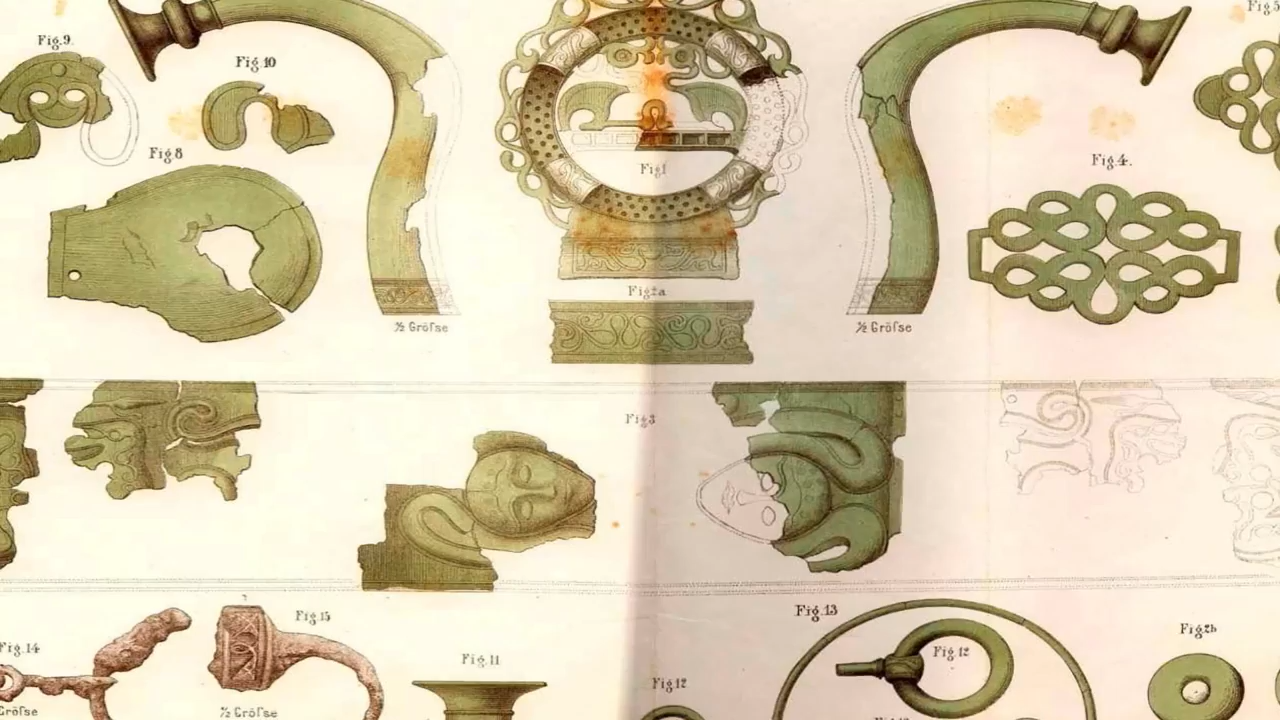 Fig.9.
Fig 10
Fig 8
Fig 1
Fig 5
Fig 4.
Fig 2a
½ Gröſse
½ Gröſse
Fig 3
Fig 14
Gröſse
Fig 15
½ Gröſse
Fig 11
Fig 13
Fig 12
Fig 12
Fig 2b